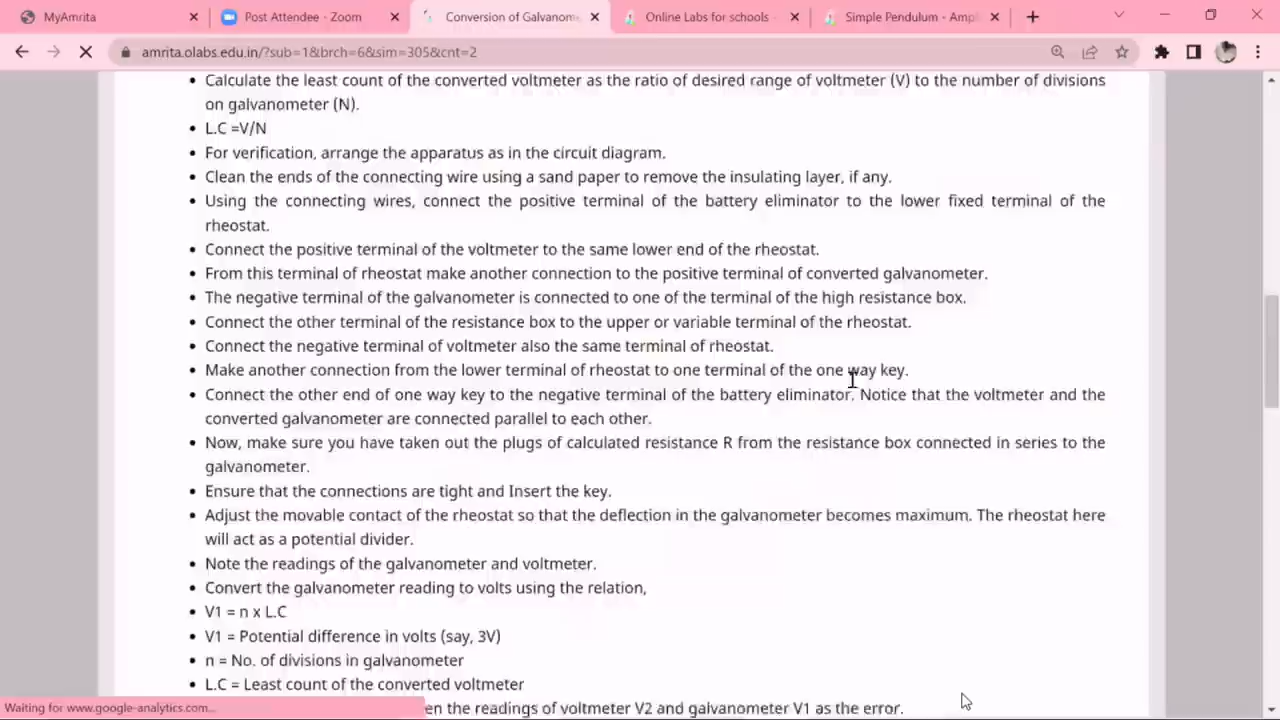 MyAmrita
Post Attendee - Zoom
Conversion of Galvanom
Online Labs for schools
Simple Pendulum - Amp
amrita.olabs.edu.in/?sub=1&brch=6&sim=305&cnt=2
• Calculate the least count of the converted voltmeter as the ratio of desired range of voltmeter (V) to the number of divisions
on galvanometer (N).
• L.C =V/N
• For verification, arrange the apparatus as in the circuit diagram.
• Clean the ends of the connecting wire using a sand paper to remove the insulating layer, if any.
• Using the connecting wires, connect the positive terminal of the battery eliminator to the lower fixed terminal of the
rheostat.
• Connect the positive terminal of the voltmeter to the same lower end of the rheostat.
• From this terminal of rheostat make another connection to the positive terminal of converted galvanometer.
• The negative terminal of the galvanometer is connected to one of the terminal of the high resistance box.
• Connect the other terminal of the resistance box to the upper or variable terminal of the rheostat.
• Connect the negative terminal of voltmeter also the same terminal of rheostat.
• Make another connection from the lower terminal of rheostat to one terminal of the one way key.
• Connect the other end of one way key to the negative terminal of the battery eliminator. Notice that the voltmeter and the
converted galvanometer are connected parallel to each other.
• Now, make sure you have taken out the plugs of calculated resistance R from the resistance box connected in series to the
galvanometer.
• Ensure that the connections are tight and Insert the key.
• Adjust the movable contact of the rheostat so that the deflection in the galvanometer becomes maximum. The rheostat here
will act as a potential divider.
• Note the readings of the galvanometer and voltmeter.
• Convert the galvanometer reading to volts using the relation,
• V1 = n x L.C
• V1 = Potential difference in volts (say, 3V)
• n = No. of divisions in galvanometer
• L.C = Least count of the converted voltmeter
en the readings of voltmeter V2 and galvanometer V1 as the error.
Waiting for www.google-analytics.com...